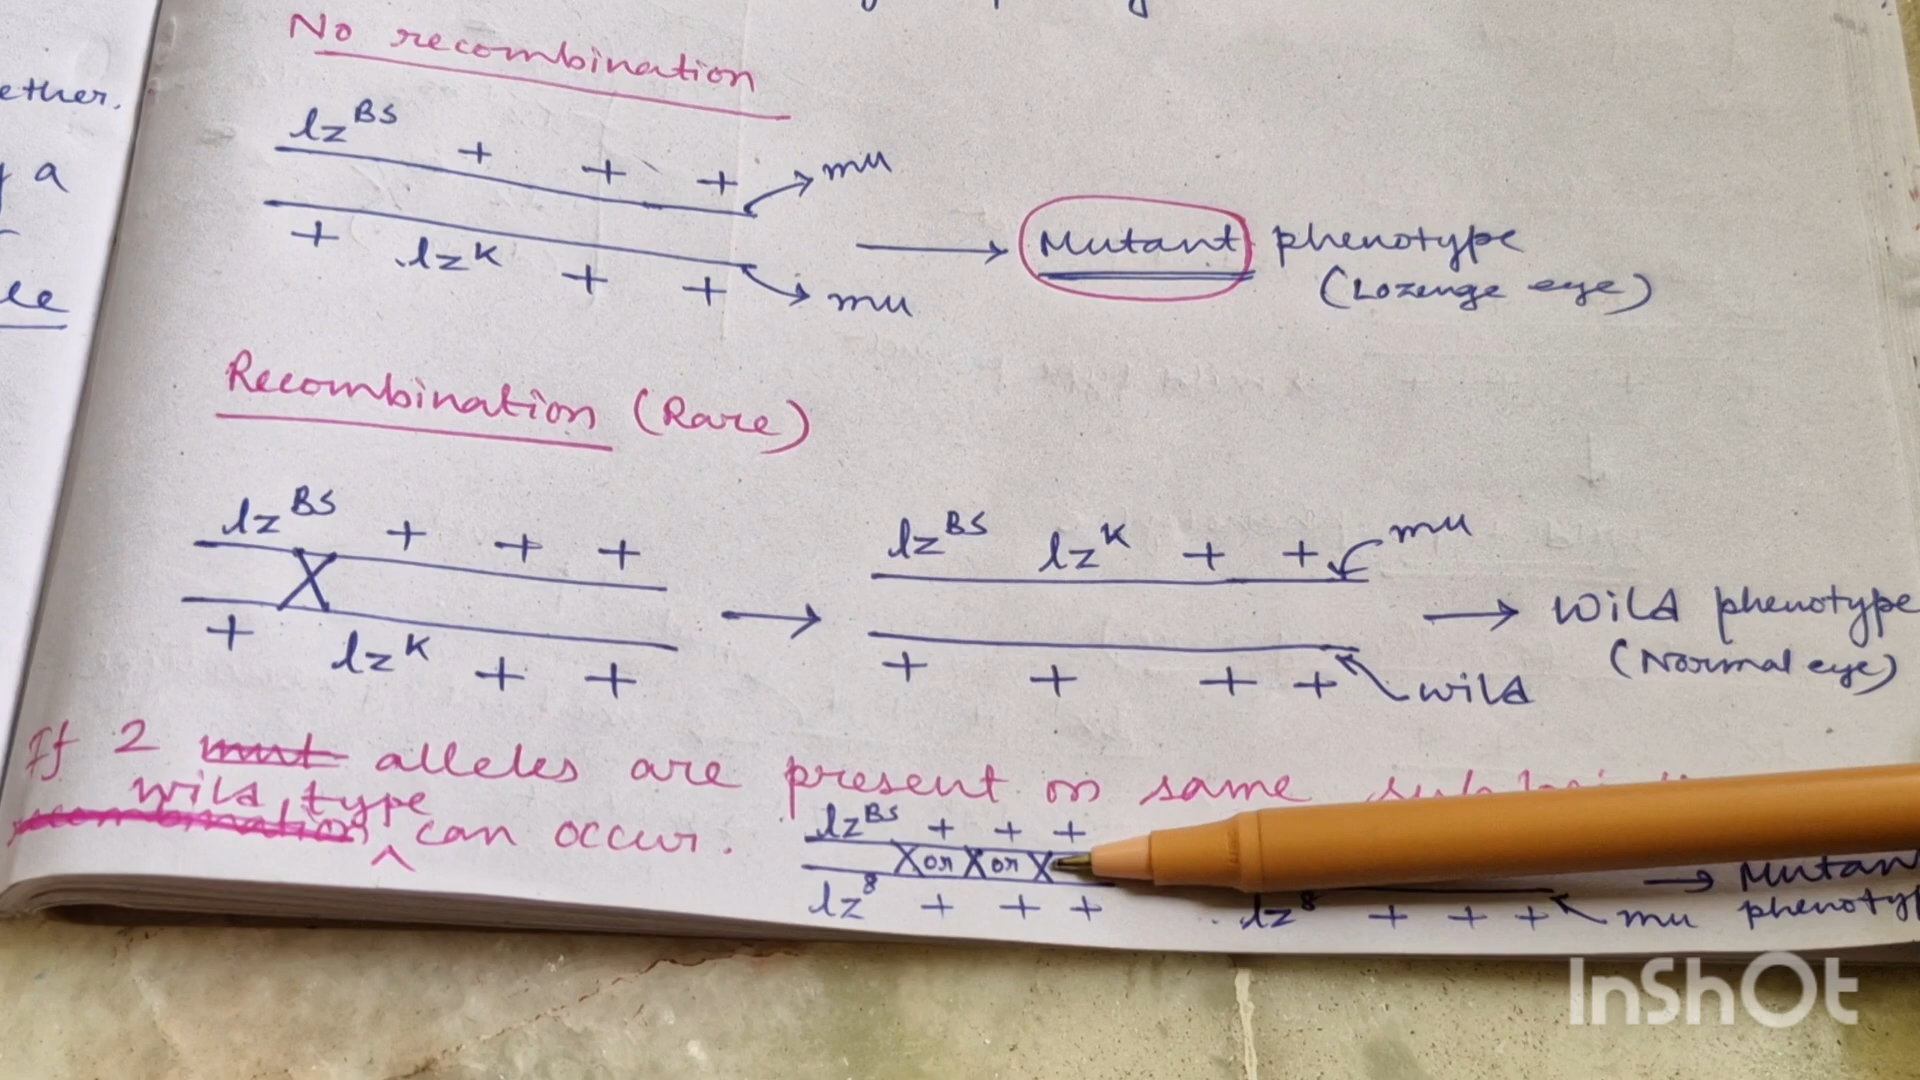 ether.
a
No recombination
lz^BS + + + mu
+ lz^K + + mu
Mutant phenotype
(Lozenge eye)
Recombination (Rare)
lz^BS + + +
+ lz^K + +
lz^BS lz^K + + mu
+ + + + wild
Wild phenotype
(Normal eye)
If 2 mut alleles are present on same
wild type
recombination ^ can occur.
lz^BS + + +
X or X or X
lz^8 + + +
lz^8 + + + mu
Mutan
phenotyp
InShOt